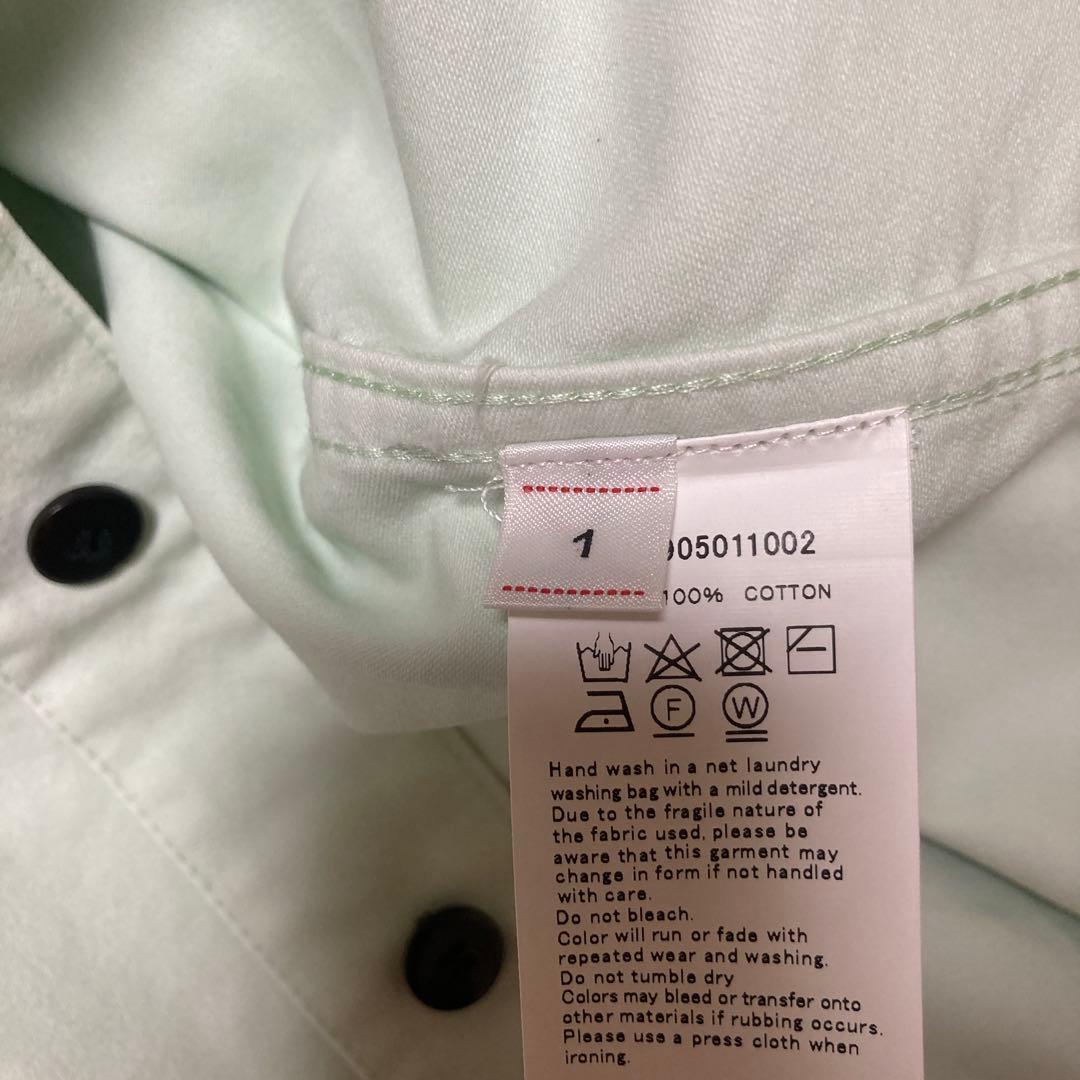 1
905011002
100% COTTON
F
W
Hand wash in a net laundry
washing bag with a mild detergent.
Due to the fragile nature of
the fabric used, please be
aware that this garment may
change in form if not handled
with care.
Do not bleach.
Color will run or fade with
repeated wear and washing.
Do not tumble dry
Colors may bleed or transfer onto
other materials if rubbing occurs.
Please use a press cloth when
ironing.